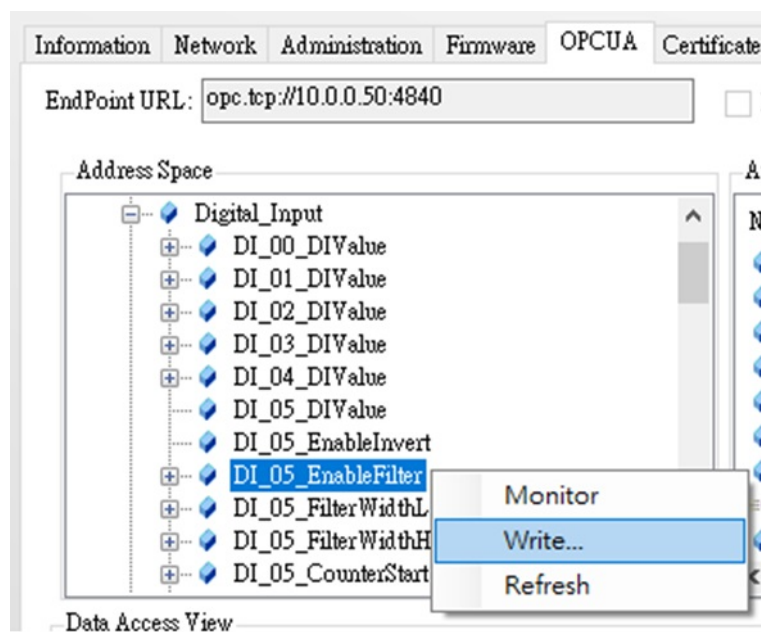 Information Network Administration Firmware OPCUA Certificate
EndPoint URL: opc.tcp://10.0.0.50:4840
Address Space
Digital_Input
DI_00_DIValue
DI_01_DIValue
DI_02_DIValue
DI_03_DIValue
DI_04_DIValue
DI_05_DIValue
DI_05_EnableInvert
DI_05_EnableFilter
Monitor
DI_05_FilterWidthL
DI_05_FilterWidthH
Write...
DI_05_CounterStart
Refresh
Data Access View